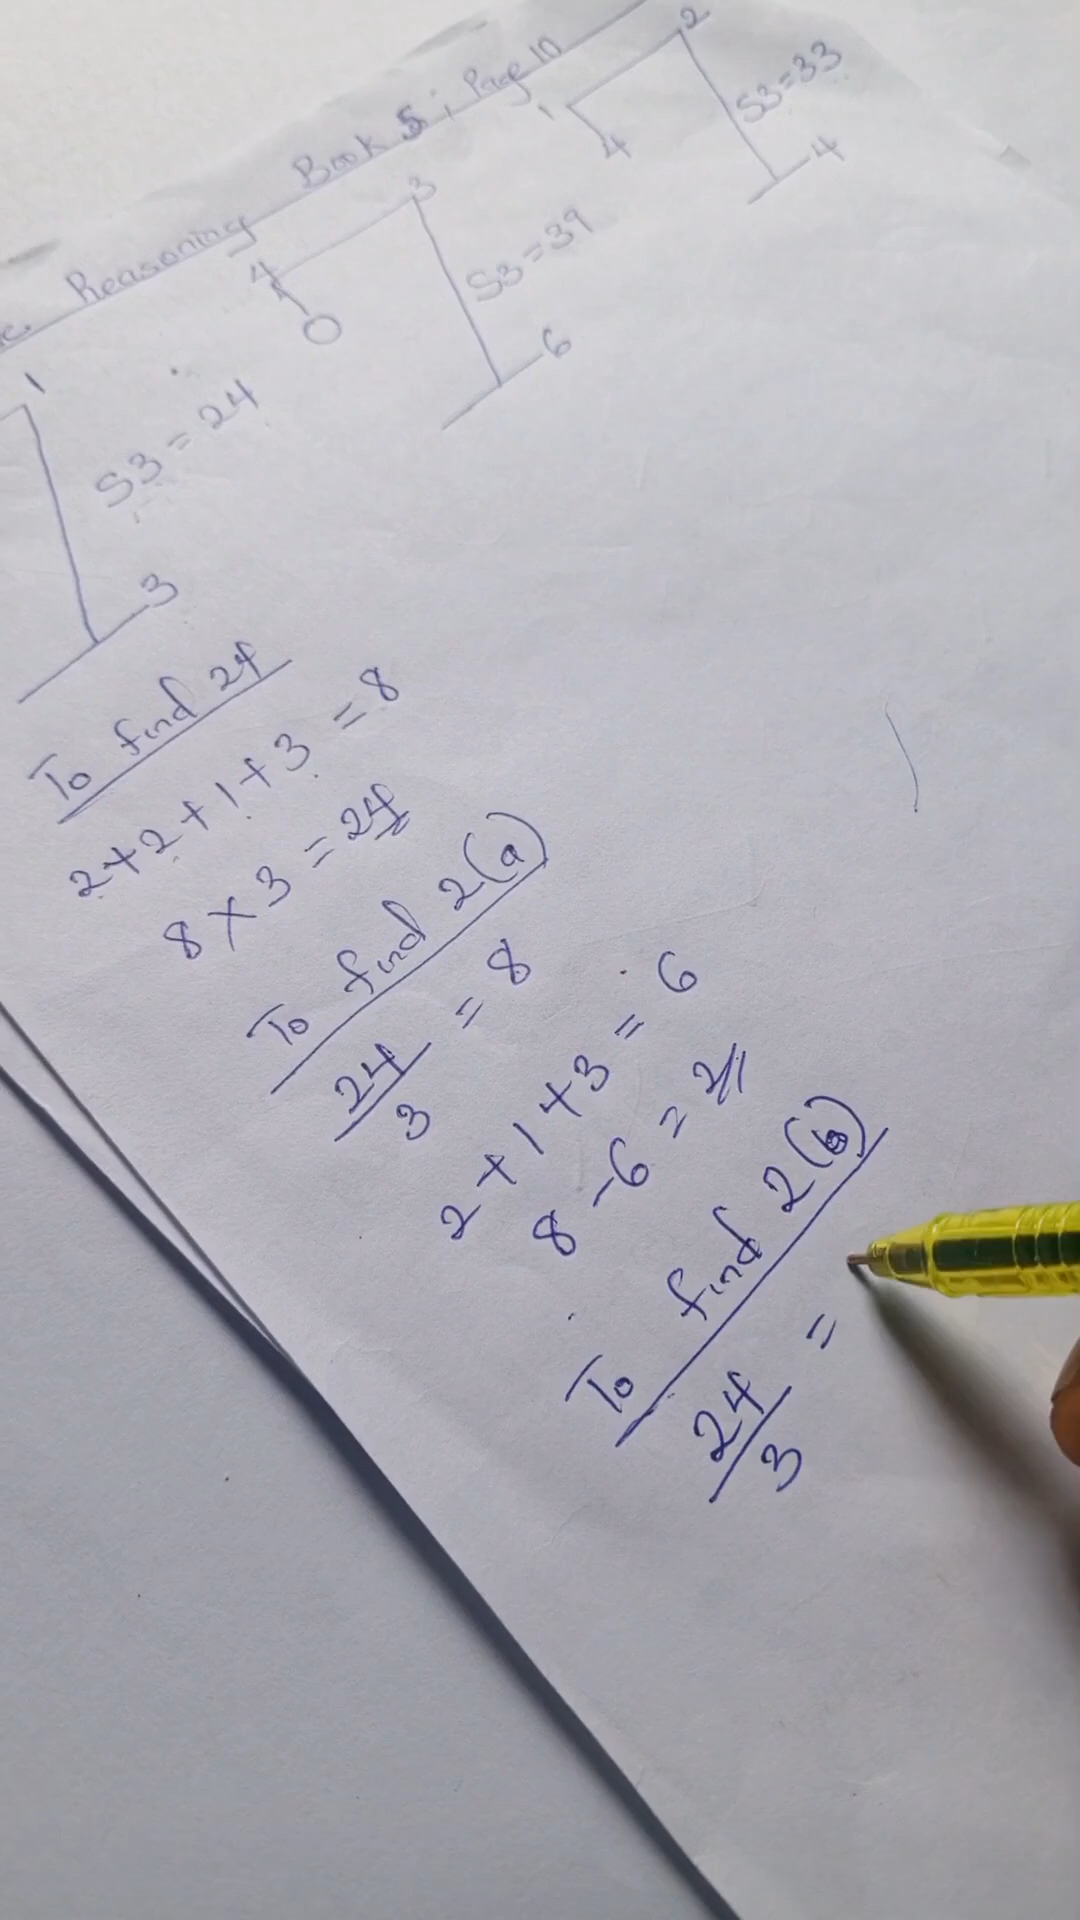 Reasoning Book 5; Page 10
1
S3 = 24
3
4
3
0
S3 = 39
6
1
2
4
S3 = 33
4
To find 24
2+2+1+3 = 8
8 × 3 = 24
To find 2(a)
24/3 = 8
2+1+3 = 6
8 - 6 = 2
To find 2(b)
24/3 =